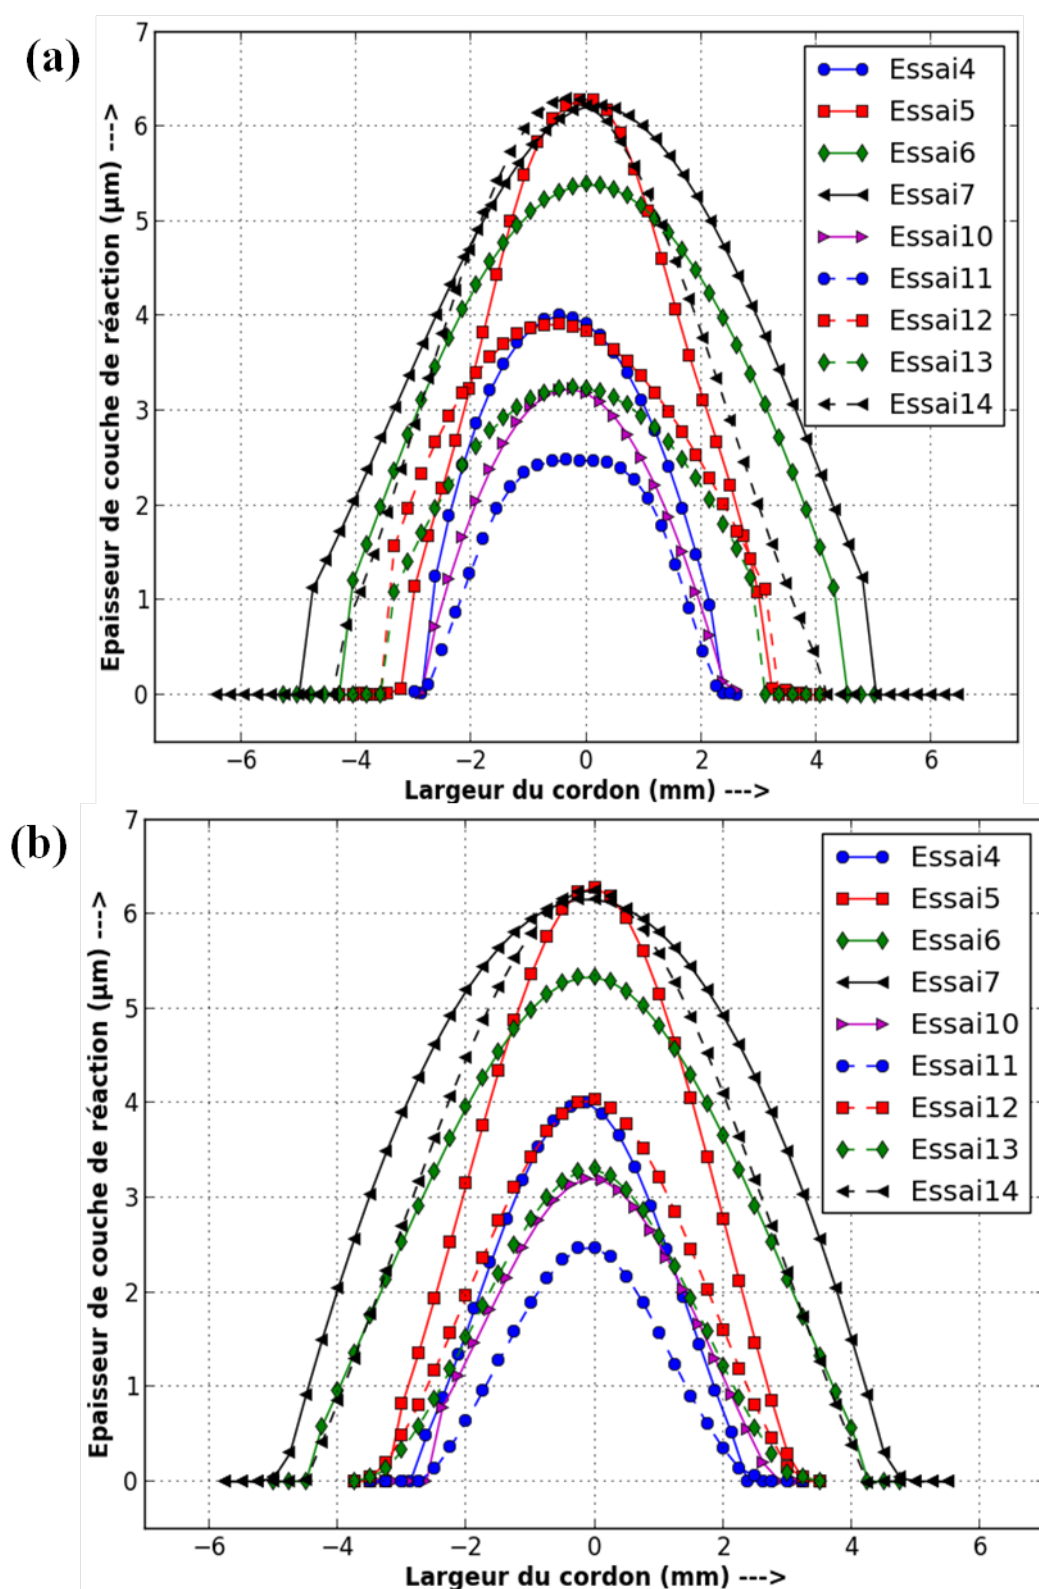 (a)
7
6
5
4
3
2
1
0
Epaisseur de couche de réaction (µm) --->
Essai4
Essai5
Essai6
Essai7
Essai10
Essai11
Essai12
Essai13
Essai14
−6 −4 −2 0 2 4 6
Largeur du cordon (mm) --->
(b)
7
6
5
4
3
2
1
0
Epaisseur de couche de réaction (µm) --->
Essai4
Essai5
Essai6
Essai7
Essai10
Essai11
Essai12
Essai13
Essai14
−6 −4 −2 0 2 4 6
Largeur du cordon (mm) --->